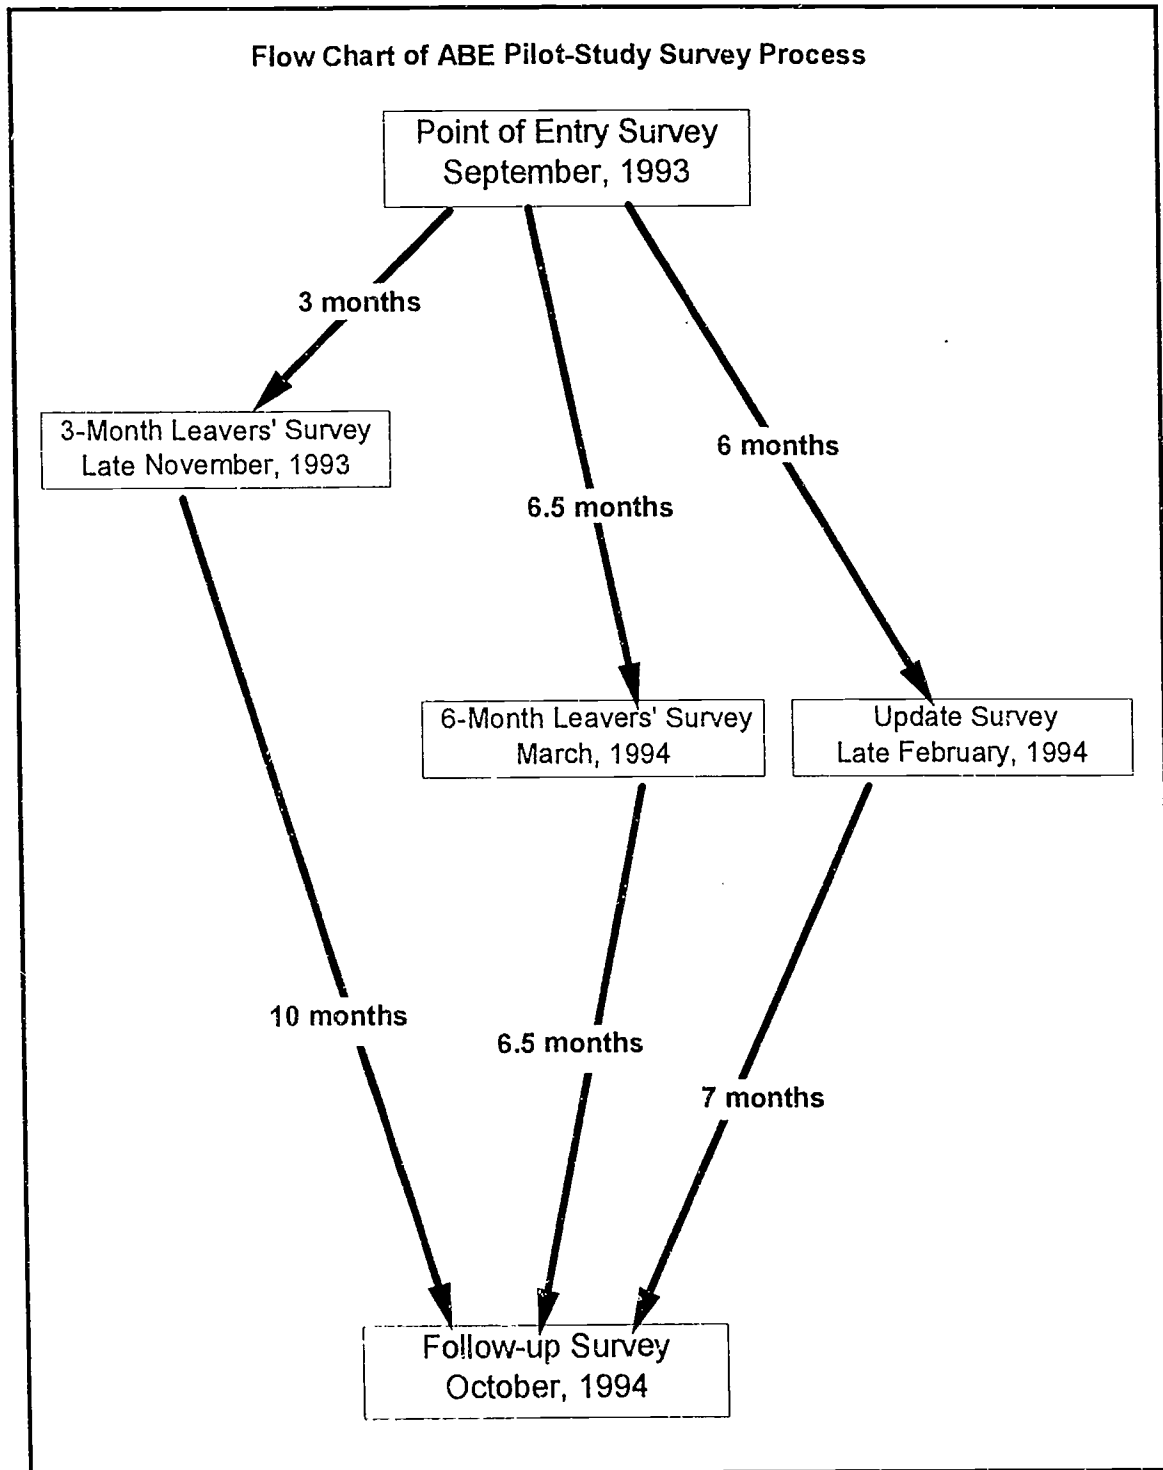 Flow Chart of ABE Pilot-Study Survey Process
Point of Entry Survey
September, 1993
3 months
3-Month Leavers' Survey
Late November, 1993
6 months
6.5 months
6-Month Leavers' Survey
March, 1994
Update Survey
Late February, 1994
10 months
6.5 months
7 months
Follow-up Survey
October, 1994